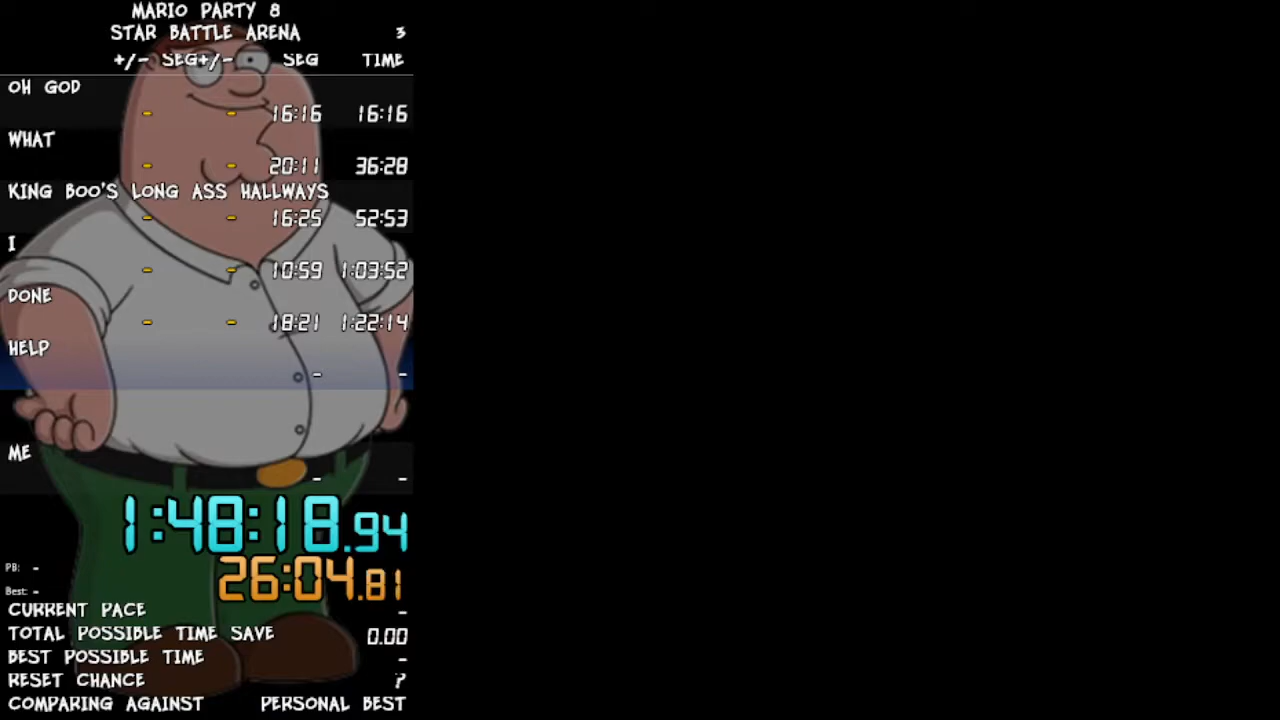 MARIO PARTY 8
STAR BATTLE ARENA 3
+/- SEG+/- SEG TIME
OH GOD
- - 16:16 16:16
WHAT
- - 20:11 36:28
KING BOO'S LONG ASS HALLWAYS
- - 16:25 52:53
I
- - 10:59 1:03:52
DONE
- - 18:21 1:22:14
HELP
- -
ME
- -
1:48:18.94
PB: - 26:04.81
Best: -
CURRENT PACE -
TOTAL POSSIBLE TIME SAVE 0.00
BEST POSSIBLE TIME -
RESET CHANCE ?
COMPARING AGAINST PERSONAL BEST